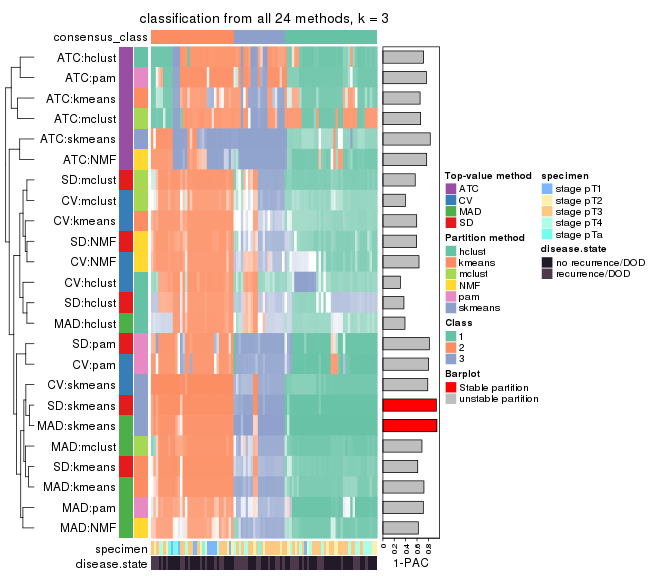 classification from all 24 methods, k = 3
consensus_class
ATC:hclust
ATC:pam
ATC:kmeans
ATC:mclust
ATC:skmeans
ATC:NMF
SD:mclust
CV:mclust
CV:kmeans
SD:NMF
CV:NMF
CV:hclust
SD:hclust
MAD:hclust
SD:pam
CV:pam
CV:skmeans
SD:skmeans
MAD:skmeans
MAD:mclust
SD:kmeans
MAD:kmeans
MAD:pam
MAD:NMF
specimen
disease.state
0 0.2 0.4 0.6 0.8
1-PAC
Top-value method
ATC
CV
MAD
SD
Partition method
hclust
kmeans
mclust
NMF
pam
skmeans
Class
1
2
3
Barplot
Stable partition
unstable partition
specimen
stage pT1
stage pT2
stage pT3
stage pT4
stage pTa
disease.state
no recurrence/DOD
recurrence/DOD